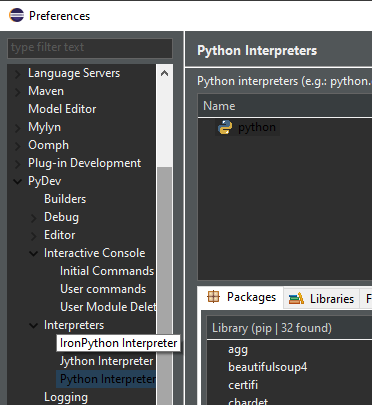 Preferences
type filter text
Language Servers
Maven
Model Editor
Mylyn
Oomph
Plug-in Development
PyDev
Builders
Debug
Editor
Interactive Console
Initial Commands
User commands
User Module Delet
Interpreters
IronPython Interpreter
Jython Interpreter
Python Interpreter
Logging
Python Interpreters
Python interpreters (e.g.: python.
Name
python
Packages
Libraries
F
Library (pip | 32 found)
agg
beautifulsoup4
certifi
chardet